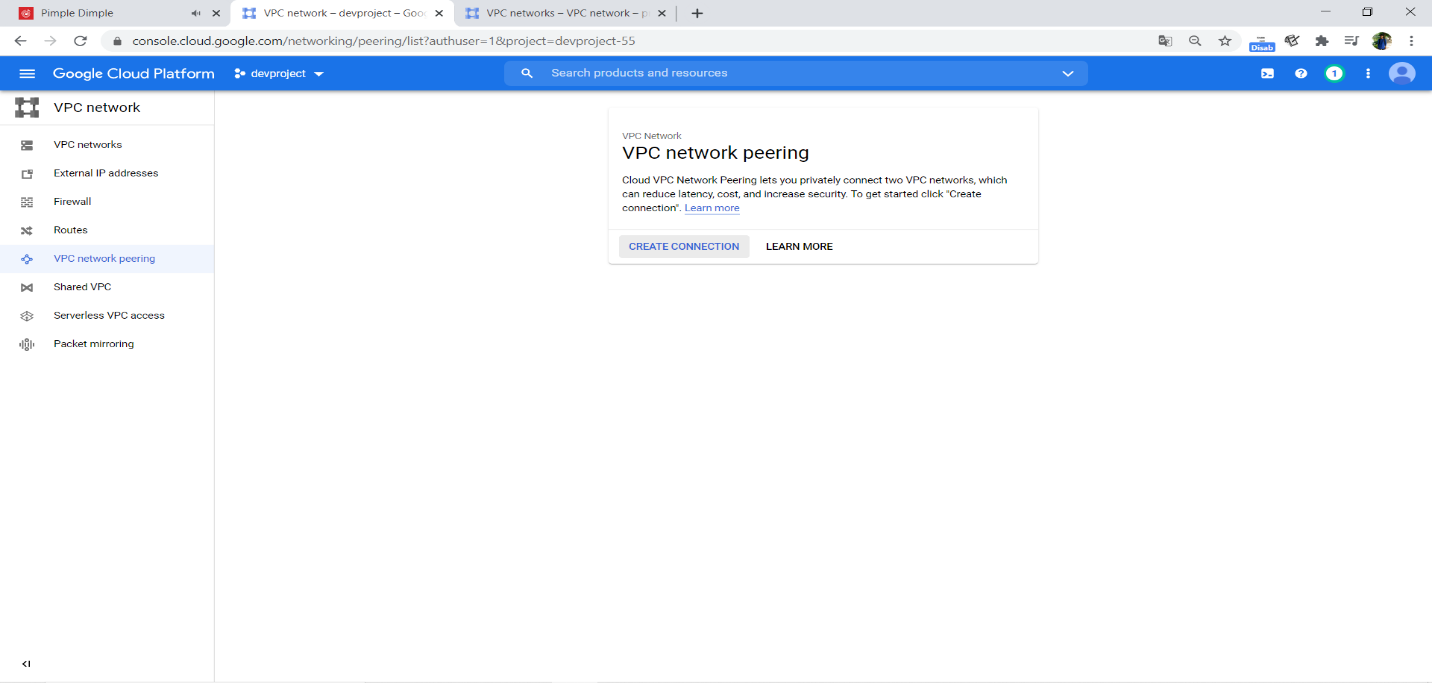 Pimple Dimple
VPC network – devproject – Goo
VPC networks – VPC network – p
console.cloud.google.com/networking/peering/list?authuser=1&project=devproject-55
Disab
Google Cloud Platform
devproject
Search products and resources
1
VPC network
VPC networks
External IP addresses
Firewall
Routes
VPC network peering
Shared VPC
Serverless VPC access
Packet mirroring
VPC Network
VPC network peering
Cloud VPC Network Peering lets you privately connect two VPC networks, which
can reduce latency, cost, and increase security. To get started click "Create
connection". Learn more
CREATE CONNECTION
LEARN MORE